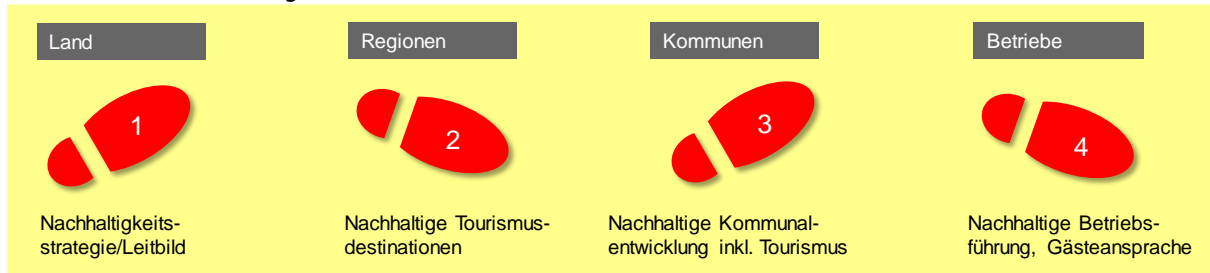 Land
Regionen
Kommunen
Betriebe
1
2
3
4
Nachhaltigkeits-
strategie/Leitbild
Nachhaltige Tourismus-
destinationen
Nachhaltige Kommunal-
entwicklung inkl. Tourismus
Nachhaltige Betriebs-
führung, Gästeansprache